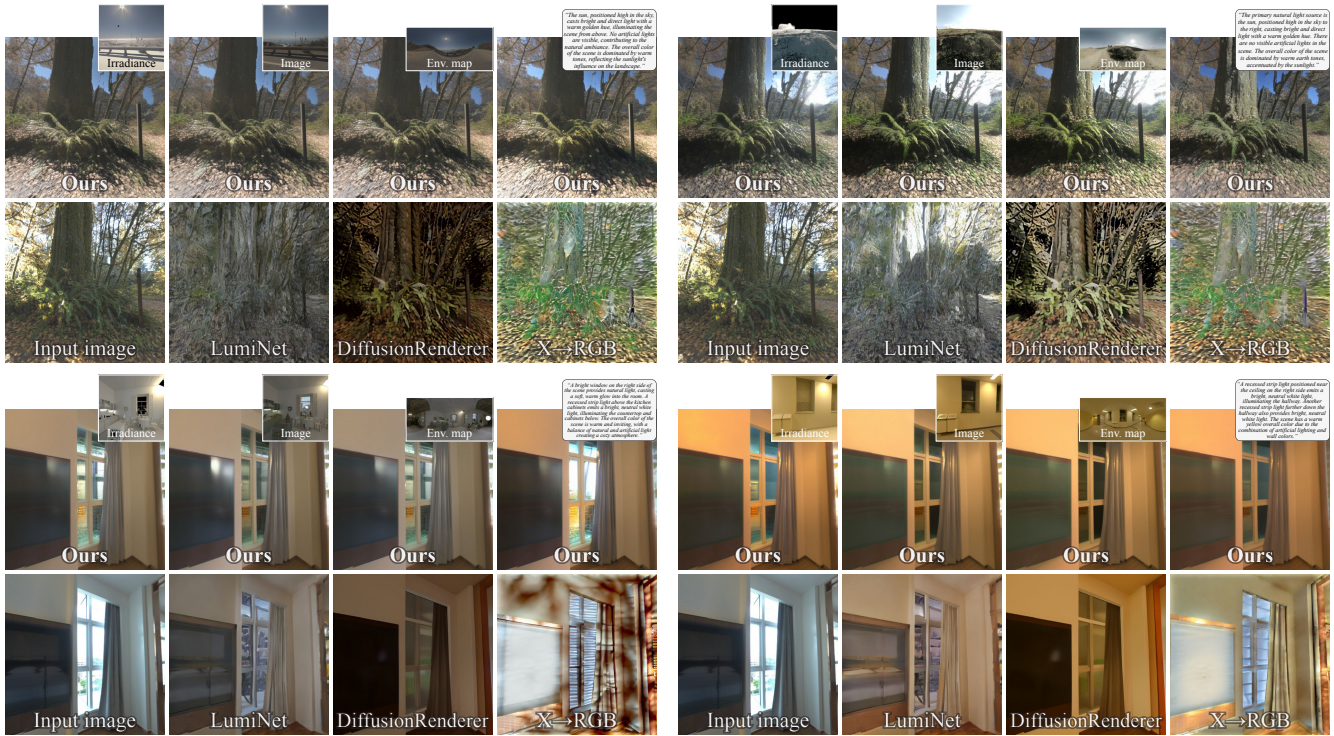 "The sun, positioned high in the sky,
casts bright and direct light with a
warm golden hue, illuminating the
scene from above. No artificial lights
are visible, contributing to the
natural ambiance. The overall color
of the scene is dominated by warm
tones, reflecting the sunlight's
influence on the landscape."
"The primary natural light source is
the sun, positioned high in the sky to
the right, casting bright and direct
light with a warm golden hue. There
are no visible artificial lights in the
scene. The overall color of the scene
is dominated by warm earth tones,
accentuated by the sunlight."
Irradiance
Image
Env. map
Irradiance
Image
Env. map
Ours
Ours
Ours
Ours
Ours
Ours
Ours
Ours
Input image
LumiNet
DiffusionRenderer
X→RGB
Input image
LumiNet
DiffusionRenderer
X→RGB
"A bright window on the right side of
the scene provides natural light, casting
a soft, warm glow into the room. A
recessed strip light above the kitchen
cabinets emits a bright, neutral white
light, illuminating the countertop and
cabinets below. The overall color of the
scene is warm and inviting, with a
balance of natural and artificial light
creating a cozy atmosphere."
"A recessed strip light positioned near
the ceiling on the right side emits a
bright, neutral white light,
illuminating the hallway. Another
recessed strip light further down the
hallway also provides bright, neutral
white light. The scene has a warm
yellow overall color due to the
combination of artificial lighting and
wall colors."
Irradiance
Image
Env. map
Irradiance
Image
Env. map
Ours
Ours
Ours
Ours
Ours
Ours
Ours
Ours
Input image
LumiNet
DiffusionRenderer
X→RGB
Input image
LumiNet
DiffusionRenderer
X→RGB